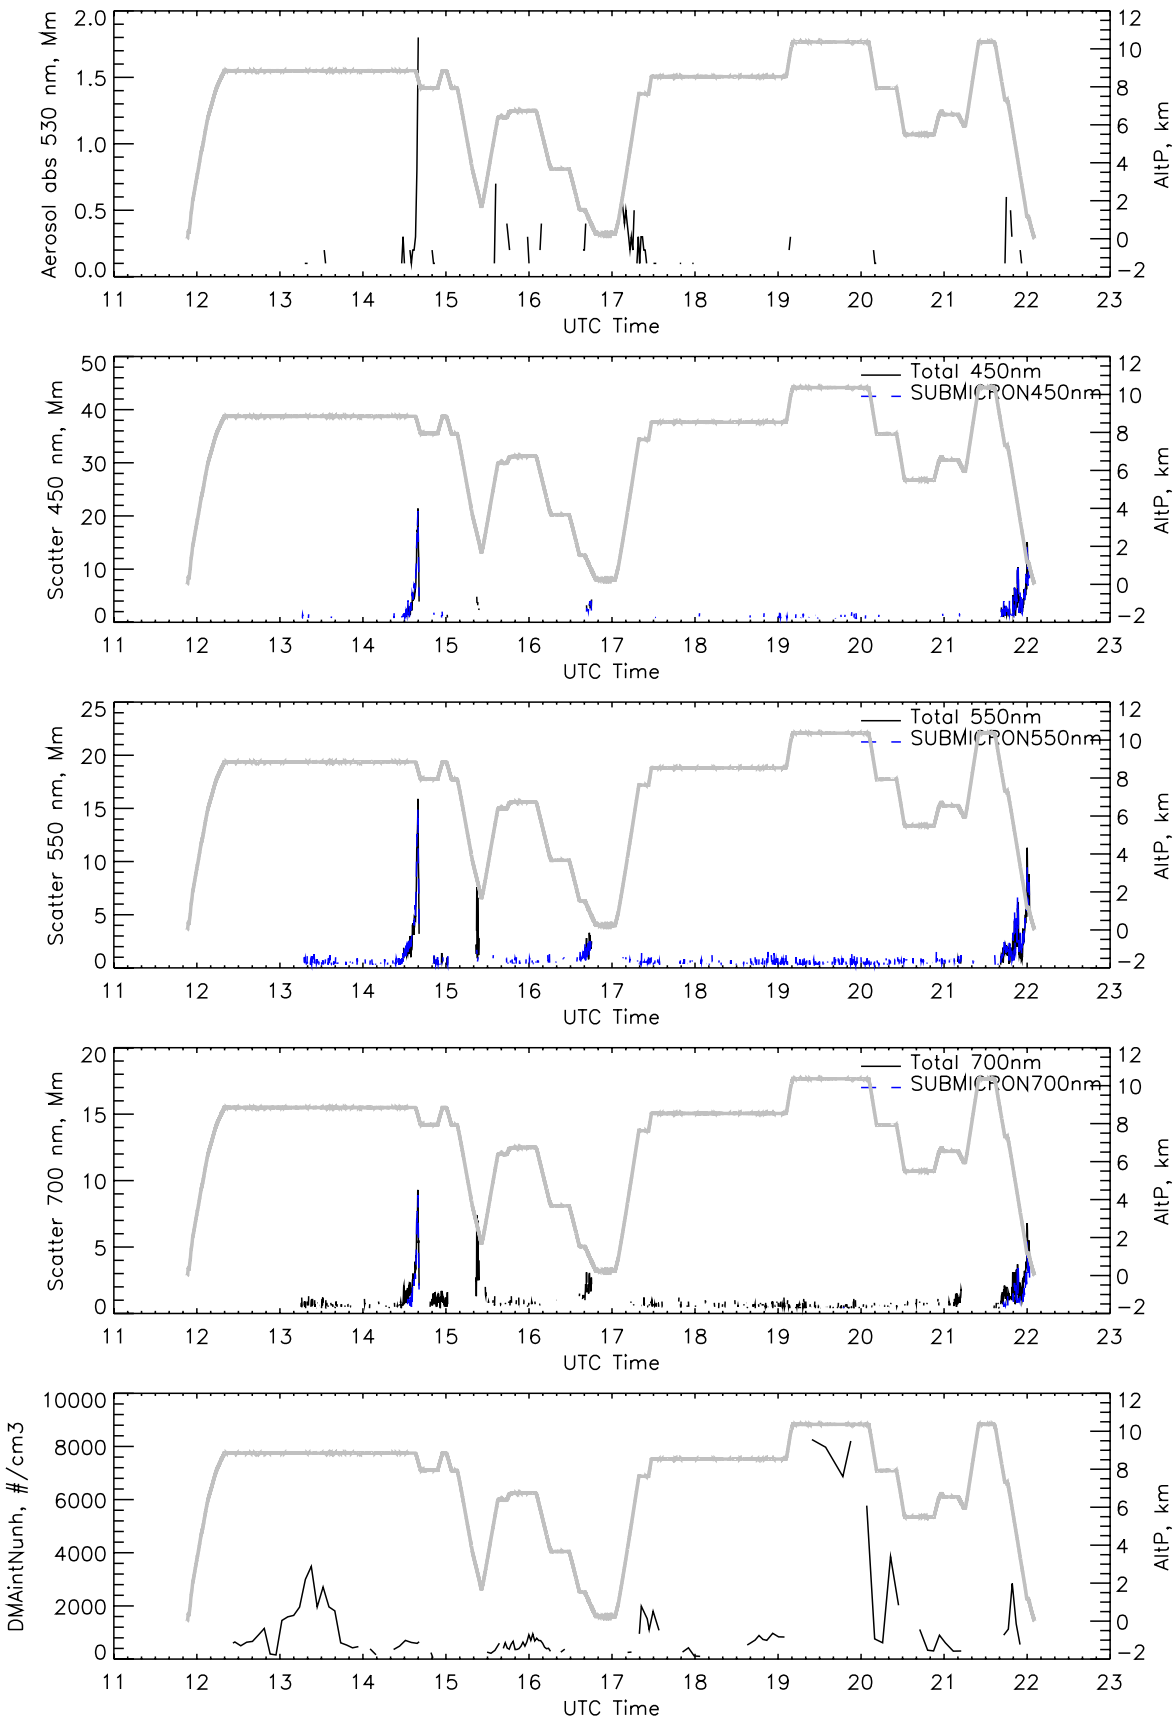 2.0
1.5
1.0
0.5
0.0
Aerosol abs 530 nm, Mm
12
10
8
6
4
2
0
−2
AltP, km
11 12 13 14 15 16 17 18 19 20 21 22 23
UTC Time
50
40
30
20
10
0
Scatter 450 nm, Mm
Total 450nm
SUBMICRON450nm
12
10
8
6
4
2
0
−2
AltP, km
11 12 13 14 15 16 17 18 19 20 21 22 23
UTC Time
25
20
15
10
5
0
Scatter 550 nm, Mm
Total 550nm
SUBMICRON550nm
12
10
8
6
4
2
0
−2
AltP, km
11 12 13 14 15 16 17 18 19 20 21 22 23
UTC Time
20
15
10
5
0
Scatter 700 nm, Mm
Total 700nm
SUBMICRON700nm
12
10
8
6
4
2
0
−2
AltP, km
11 12 13 14 15 16 17 18 19 20 21 22 23
UTC Time
10000
8000
6000
4000
2000
0
DMAintNunh, #/cm3
12
10
8
6
4
2
0
−2
AltP, km
11 12 13 14 15 16 17 18 19 20 21 22 23
UTC Time